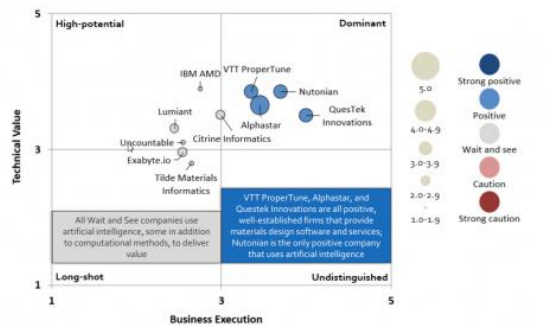 5
High-potential
Dominant
IBM AMD
VTT ProperTune
Nutonian
Lumiant
Alphastar
QuesTek
Innovations
Uncountable
Citrine Informatics
Exabyte.io
Tilde Materials
Informatics
3
Technical Value
All Wait and See companies use
artificial intelligence, some in addition
to computational methods, to deliver
value
VTT ProperTune, Alphastar, and
Questek Innovations are all positive,
well-established firms that provide
materials design software and services;
Nutonian is the only positive company
that uses artificial intelligence
Long-shot
Undistinguished
1
1
3
5
Business Execution
5.0
4.0-4.9
3.0-3.9
2.0-2.9
1.0-1.9
Strong positive
Positive
Wait and see
Caution
Strong caution